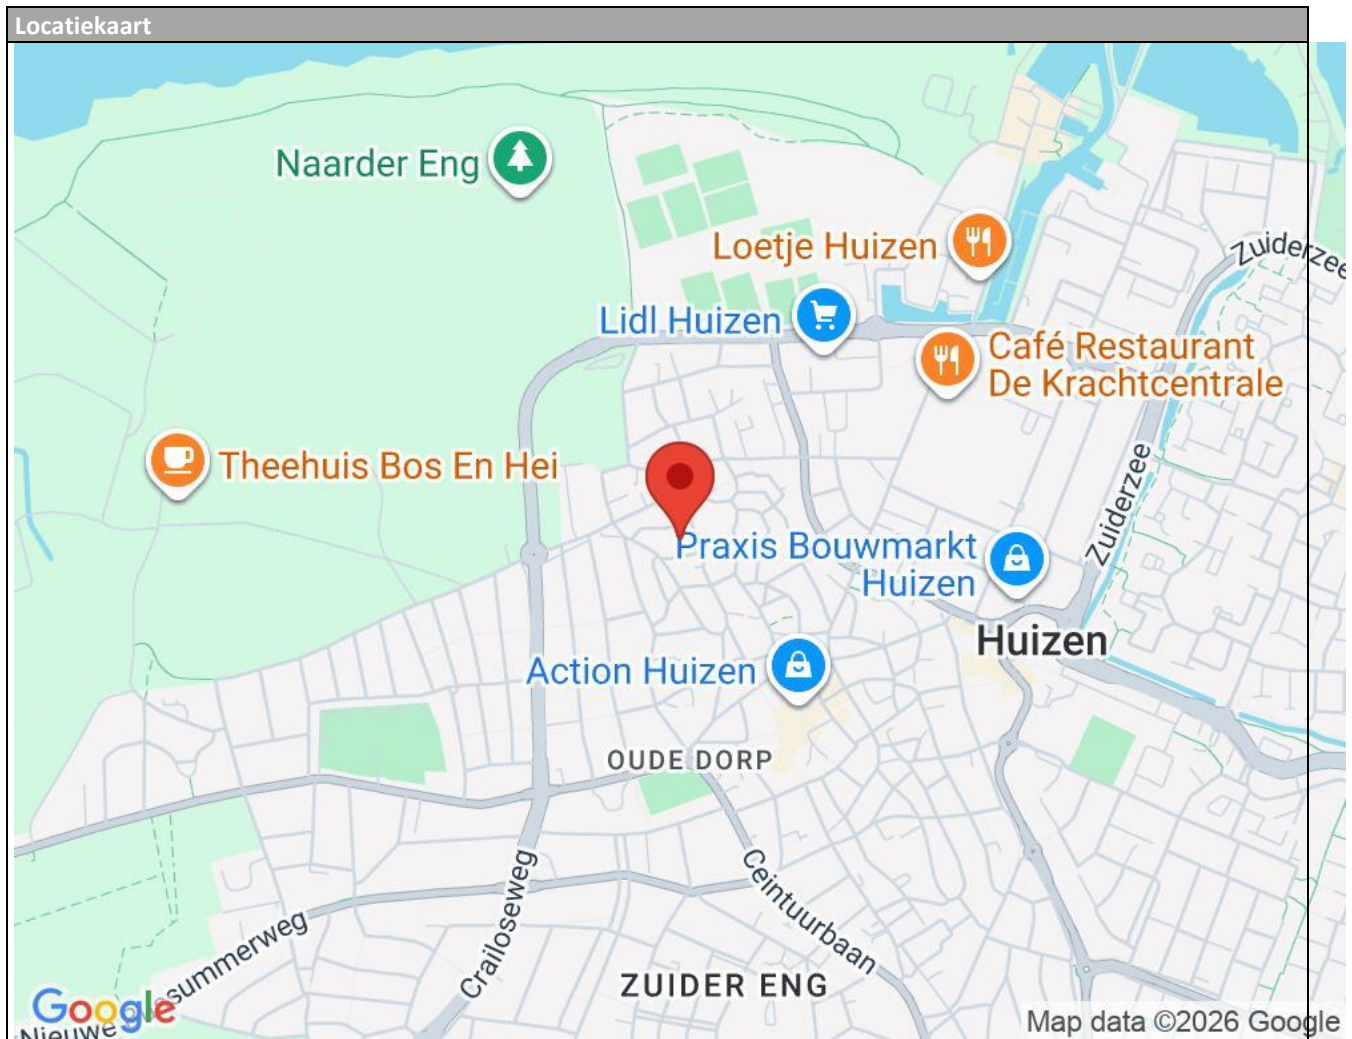 Locatiekaart
Naarder Eng
Loetje Huizen
Zuiderzee
Lidl Huizen
Café Restaurant
De Krachtcentrale
Theehuis Bos En Hei
Zuiderzee
Praxis Bouwmarkt
Huizen
Huizen
Action Huizen
OUDE DORP
Ceintuurbaan
Crailoseweg
ZUIDER ENG
Google
Map data ©2026 Google